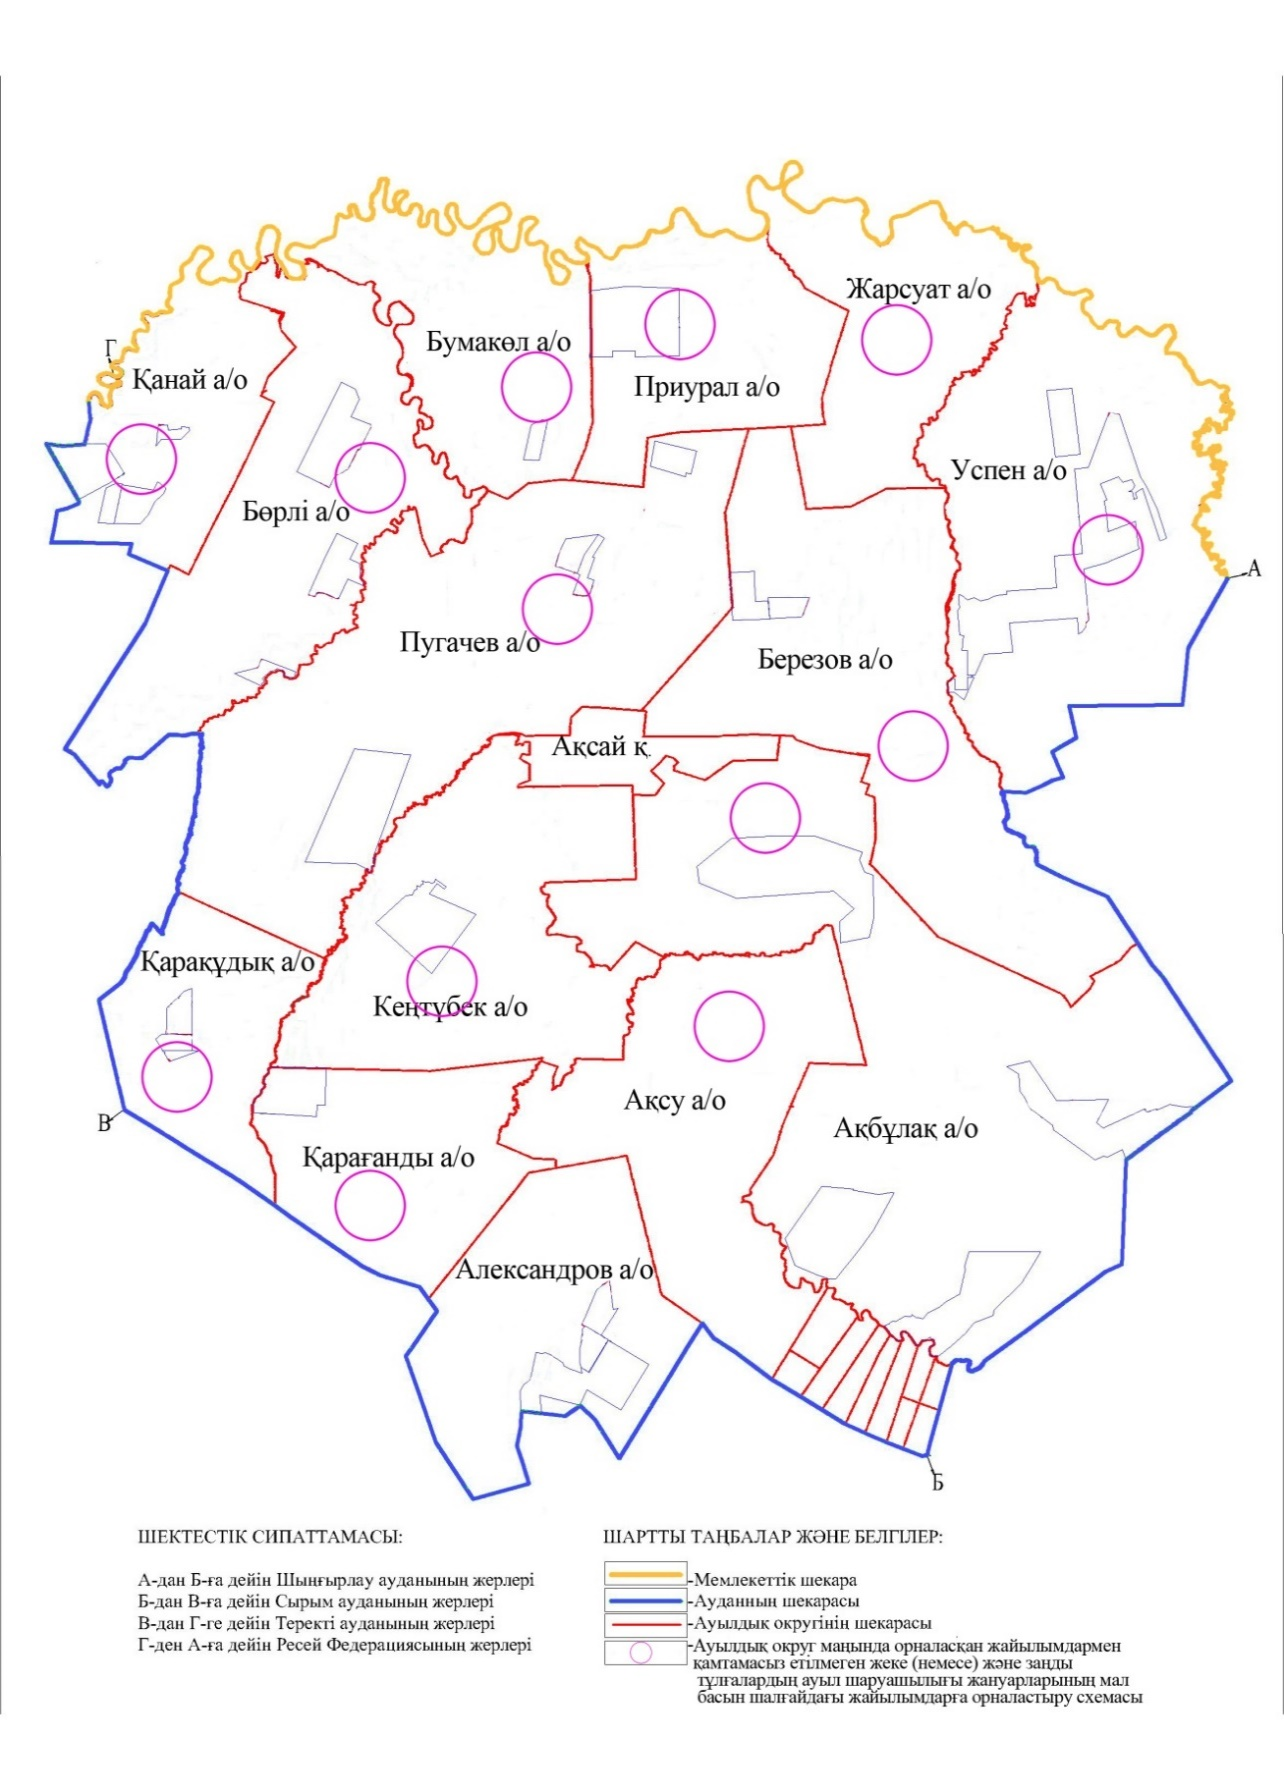 Жарсуат а/о
Бумакөл а/о
Г
Қанай а/о
Приурал а/о
Успен а/о
Бөрлі а/о
А
Пугачев а/о
Березов а/о
Ақсай қ.
Қарақұдық а/о
Кеңтүбек а/о
Ақсу а/о
В
Ақбұлақ а/о
Қарағанды а/о
Александров а/о
Б
ШЕКТЕСТІК СИПАТТАМАСЫ:
А-дан Б-ға дейін Шыңғырлау ауданының жерлері
Б-дан В-ға дейін Сырым ауданының жерлері
В-дан Г-ге дейін Теректі ауданының жерлері
Г-ден А-ға дейін Ресей Федерациясының жерлері
ШАРТТЫ ТАҢБАЛАР ЖӘНЕ БЕЛГІЛЕР:
-Мемлекеттік шекара
-Ауданның шекарасы
-Ауылдық округінің шекарасы
-Ауылдық округ маңында орналасқан жайылымдармен
қамтамасыз етілмеген жеке (немесе) және заңды
тұлғалардың ауыл шаруашылығы жануарларының мал
басын шалғайдағы жайылымдарға орналастыру схемасы